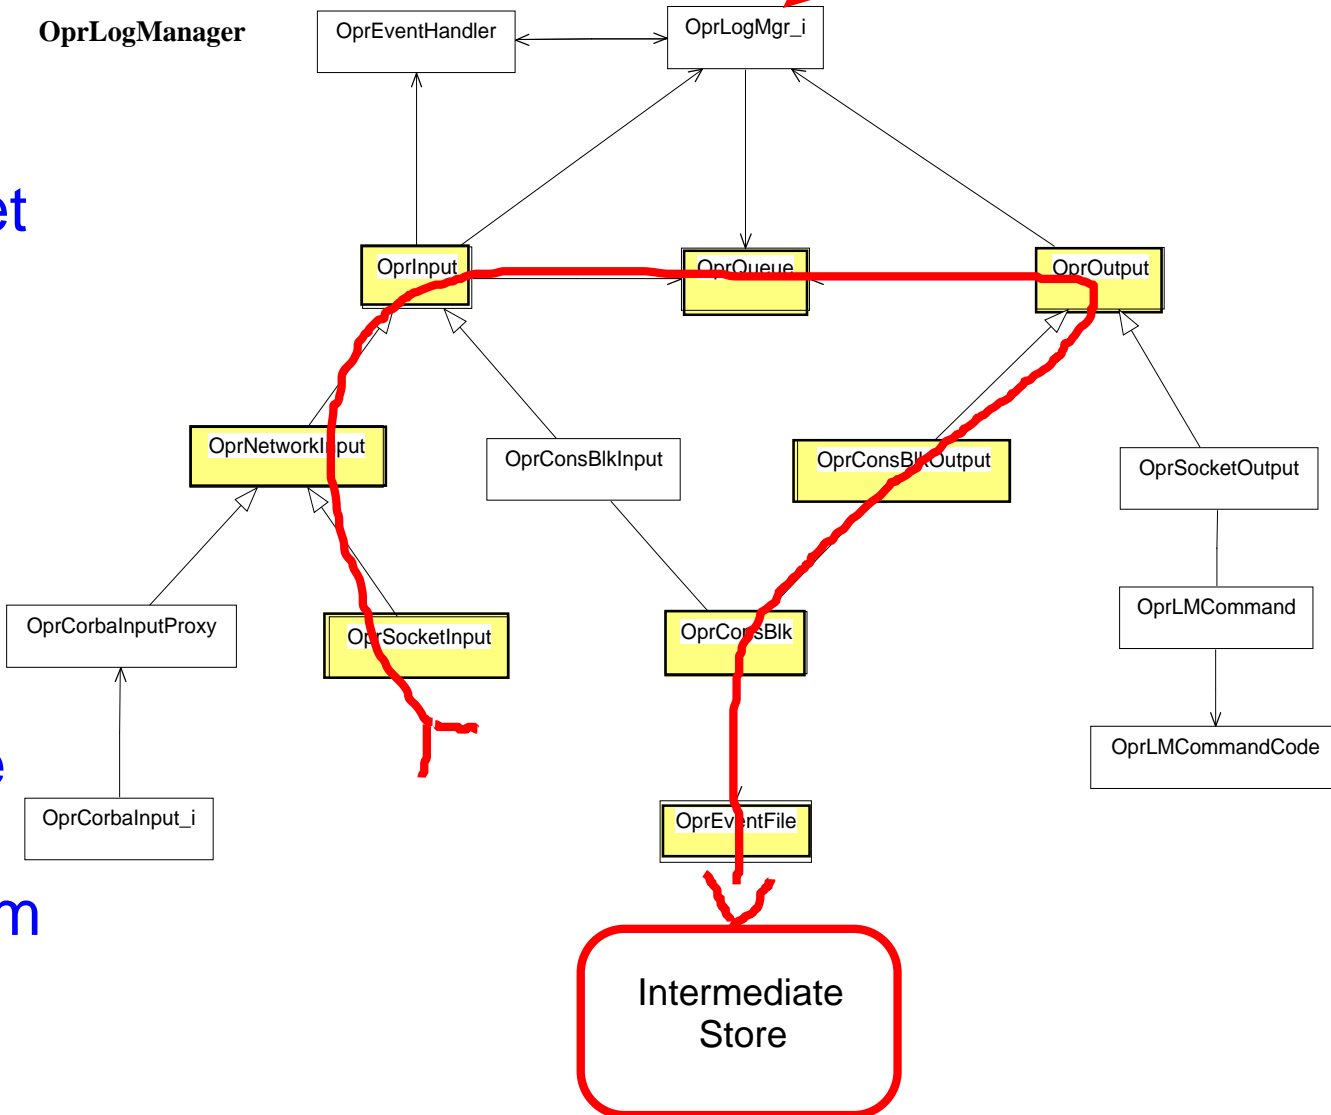 OprLogManager
OprEventHandler
OprLogMgr_i
et
OprInput
OprQueue
OprOutput
OprNetworkInput
OprConsBlkInput
OprConsBlkOutput
OprSocketOutput
OprCorbaInputProxy
OprSocketInput
OprConsBlk
OprLMCommand
e
OprLMCommandCode
OprCorbaInput_i
OprEventFile
m
Intermediate
Store